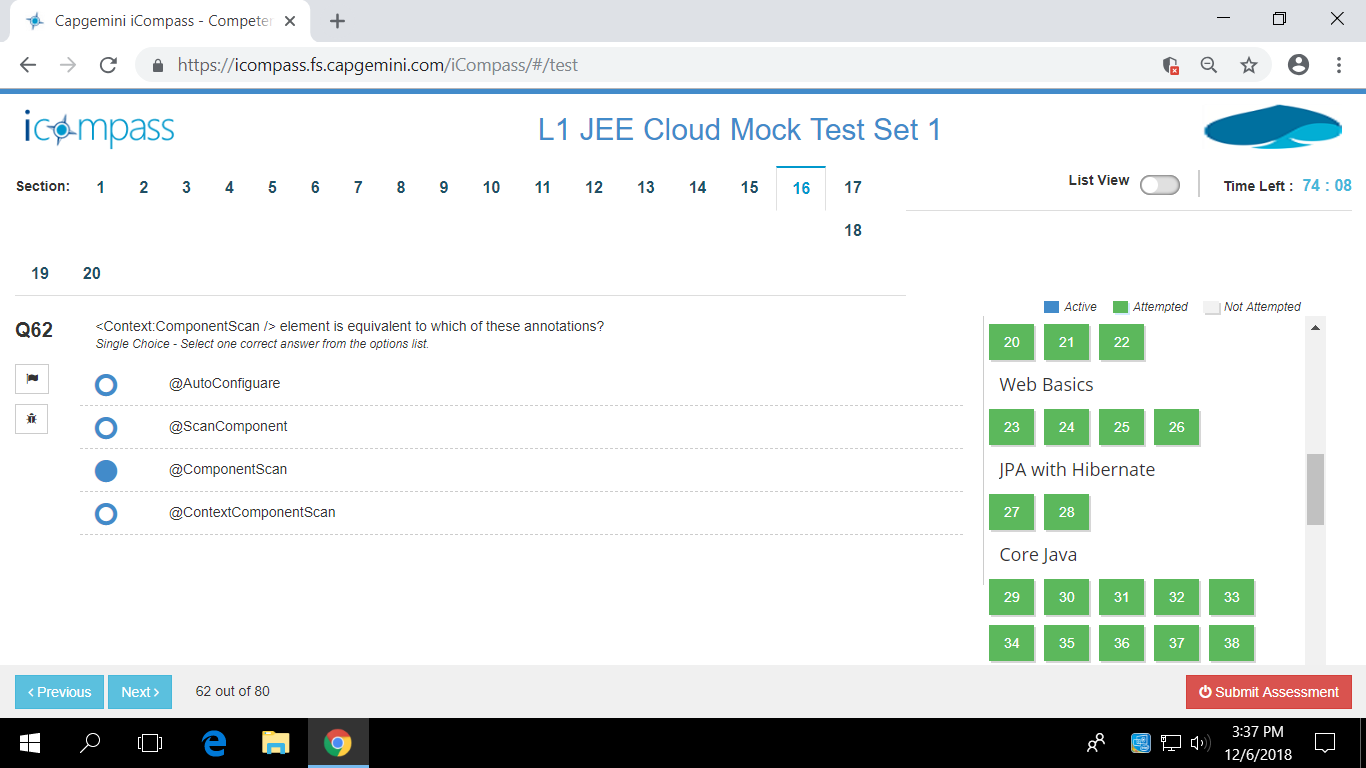 Capgemini iCompass - Competen
https://icompass.fs.capgemini.com/iCompass/#/test
icompass
L1 JEE Cloud Mock Test Set 1
Section: 1 2 3 4 5 6 7 8 9 10 11 12 13 14 15 16 17
18
19 20
List View
Time Left : 74 : 08
Active Attempted Not Attempted
Q62
<Context:ComponentScan /> element is equivalent to which of these annotations?
Single Choice - Select one correct answer from the options list.
@AutoConfiguare
@ScanComponent
@ComponentScan
@ContextComponentScan
20 21 22
Web Basics
23 24 25 26
JPA with Hibernate
27 28
Core Java
29 30 31 32 33
34 35 36 37 38
Previous Next 62 out of 80 Submit Assessment
3:37 PM
12/6/2018